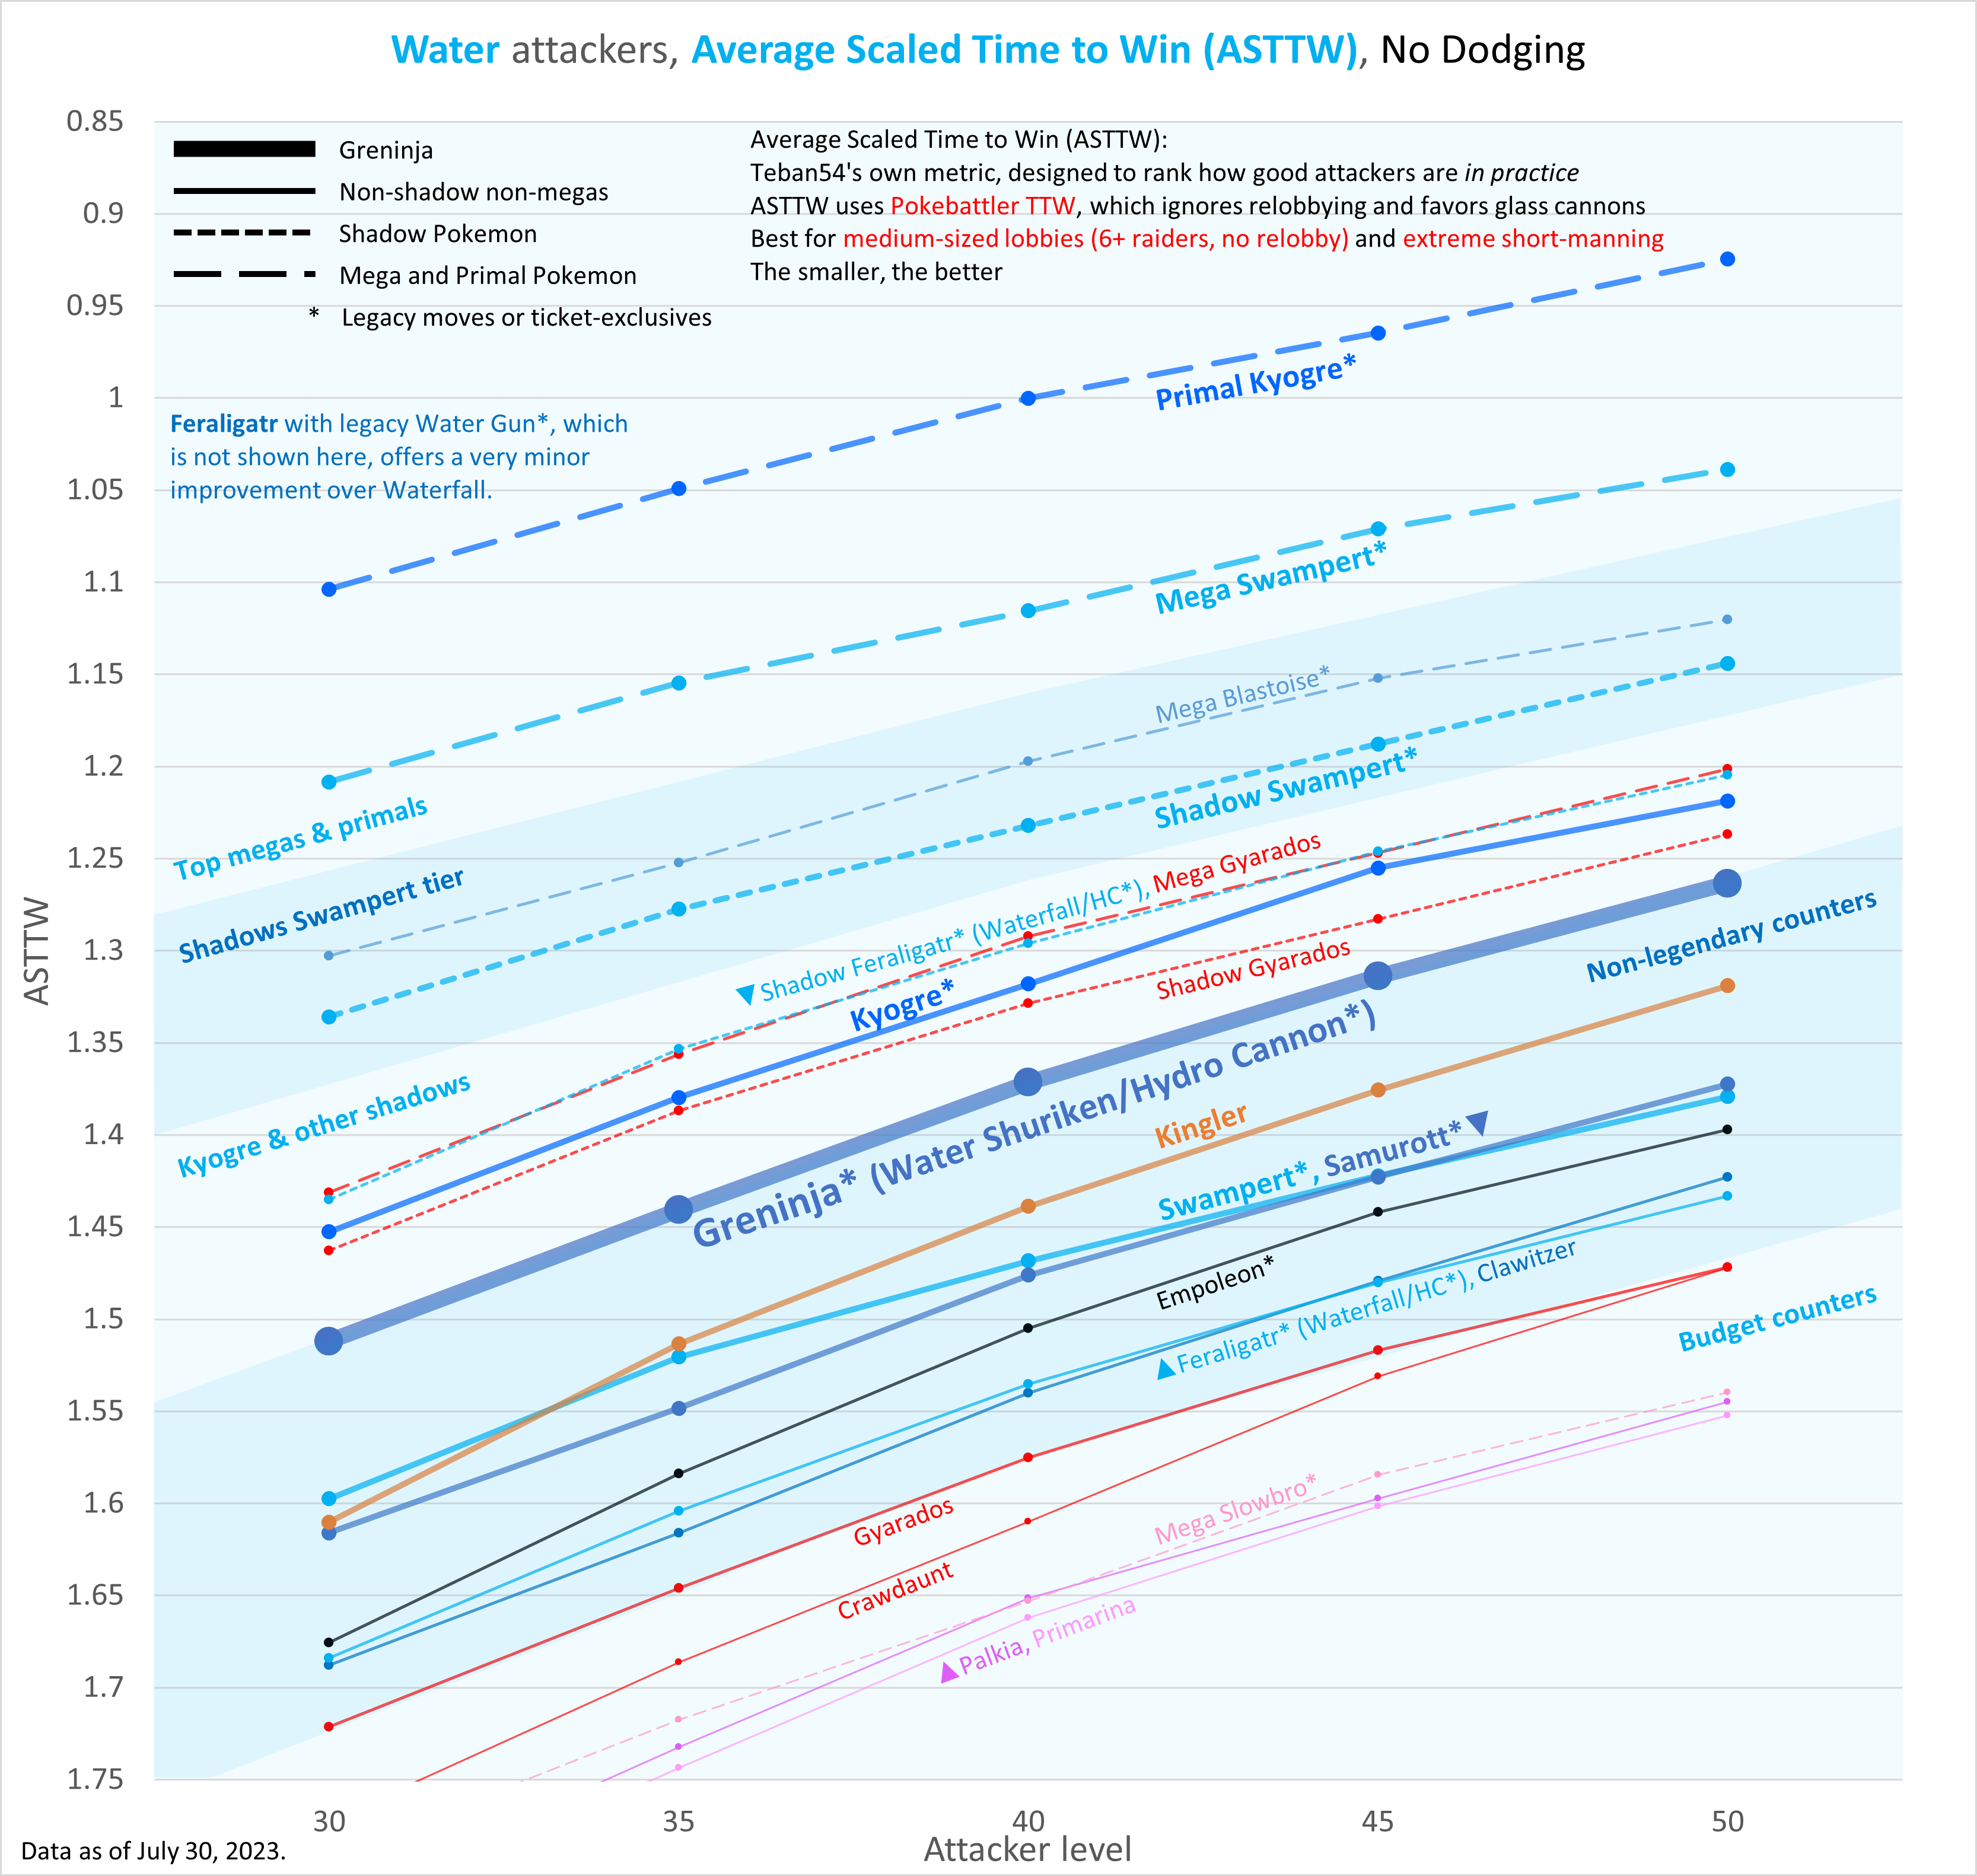 Water attackers, Average Scaled Time to Win (ASTTW), No Dodging
Greninja
Non-shadow non-megas
Shadow Pokemon
Mega and Primal Pokemon
* Legacy moves or ticket-exclusives
Average Scaled Time to Win (ASTTW):
Teban54's own metric, designed to rank how good attackers are in practice
ASTTW uses Pokebattler TTW, which ignores relobbying and favors glass cannons
Best for medium-sized lobbies (6+ raiders, no relobby) and extreme short-manning
The smaller, the better
Feraligatr with legacy Water Gun*, which
is not shown here, offers a very minor
improvement over Waterfall.
ASTTW
0.85
0.9
0.95
1
1.05
1.1
1.15
1.2
1.25
1.3
1.35
1.4
1.45
1.5
1.55
1.6
1.65
1.7
1.75
Primal Kyogre*
Mega Swampert*
Mega Blastoise*
Shadow Swampert*
Top megas & primals
Shadows Swampert tier
▼Shadow Feraligatr* (Waterfall/HC*), Mega Gyarados
Kyogre*
Shadow Gyarados
Non-legendary counters
Kyogre & other shadows
Greninja* (Water Shuriken/Hydro Cannon*)
Kingler
Swampert*, Samurott*▼
Empoleon*
▲Feraligatr* (Waterfall/HC*), Clawitzer
Budget counters
Gyarados
Mega Slowbro*
Crawdaunt
▲Palkia, Primarina
30
35
40
45
50
Attacker level
Data as of July 30, 2023.